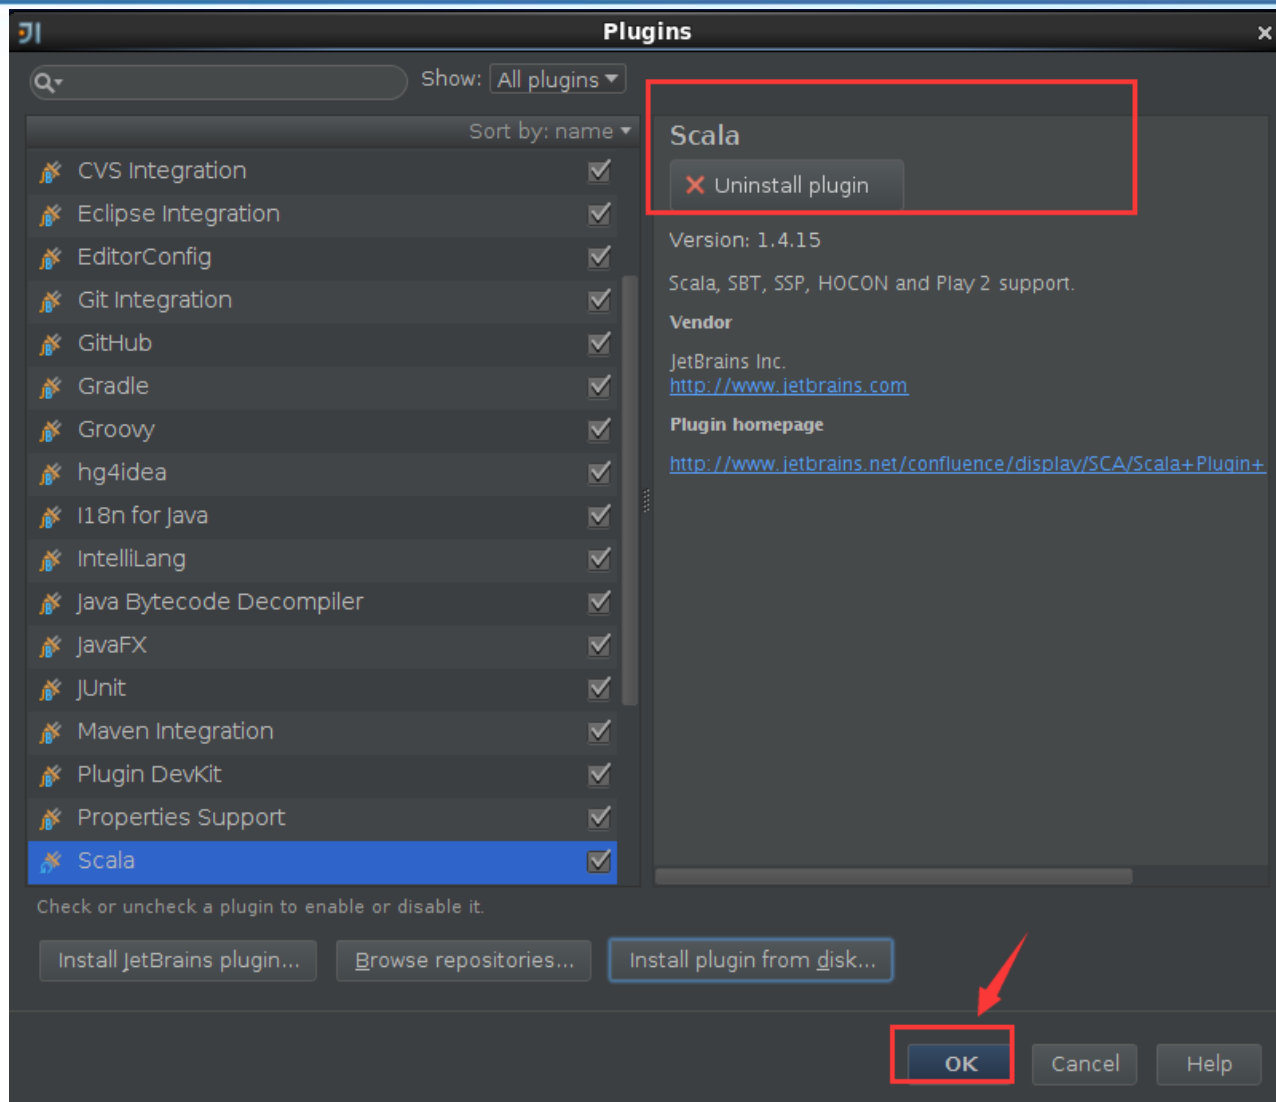 Plugins
Show: All plugins
Sort by: name
CVS Integration
Eclipse Integration
EditorConfig
Git Integration
GitHub
Gradle
Groovy
hg4idea
I18n for Java
IntelliLang
Java Bytecode Decompiler
JavaFX
JUnit
Maven Integration
Plugin DevKit
Properties Support
Scala
Check or uncheck a plugin to enable or disable it.
Install JetBrains plugin...
Browse repositories...
Install plugin from disk...
Scala
Uninstall plugin
Version: 1.4.15
Scala, SBT, SSP, HOCON and Play 2 support.
Vendor
JetBrains Inc.
http://www.jetbrains.com
Plugin homepage
http://www.jetbrains.net/confluence/display/SCA/Scala+Plugin+
OK
Cancel
Help